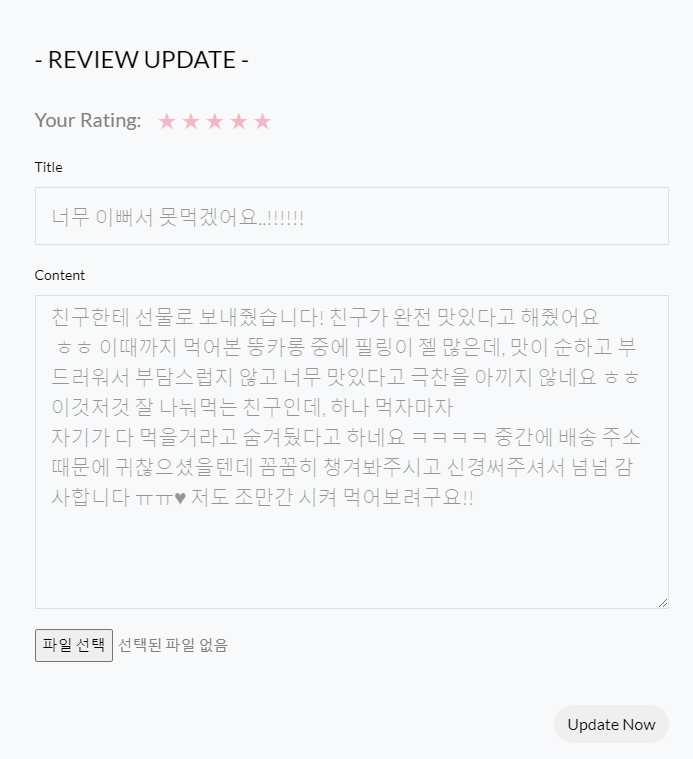 - REVIEW UPDATE -
Your Rating: ★ ★ ★ ★ ★
Title
너무 이뻐서 못먹겠어요..!!!!!!
Content
친구한테 선물로 보내줬습니다! 친구가 완전 맛있다고 해줬어요
ㅎㅎ 이때까지 먹어본 뚱카롱 중에 필링이 젤 많은데, 맛이 순하고 부
드러워서 부담스럽지 않고 너무 맛있다고 극찬을 아끼지 않네요 ㅎㅎ
이것저것 잘 나눠먹는 친구인데, 하나 먹자마자
자기가 다 먹을거라고 숨겨뒀다고 하네요 ㅋㅋㅋㅋ 중간에 배송 주소
때문에 귀찮으셨을텐데 꼼꼼히 챙겨봐주시고 신경써주셔서 넘넘 감
사합니다 ㅠㅠ♥ 저도 조만간 시켜 먹어보려구요!!
파일 선택 선택된 파일 없음
Update Now